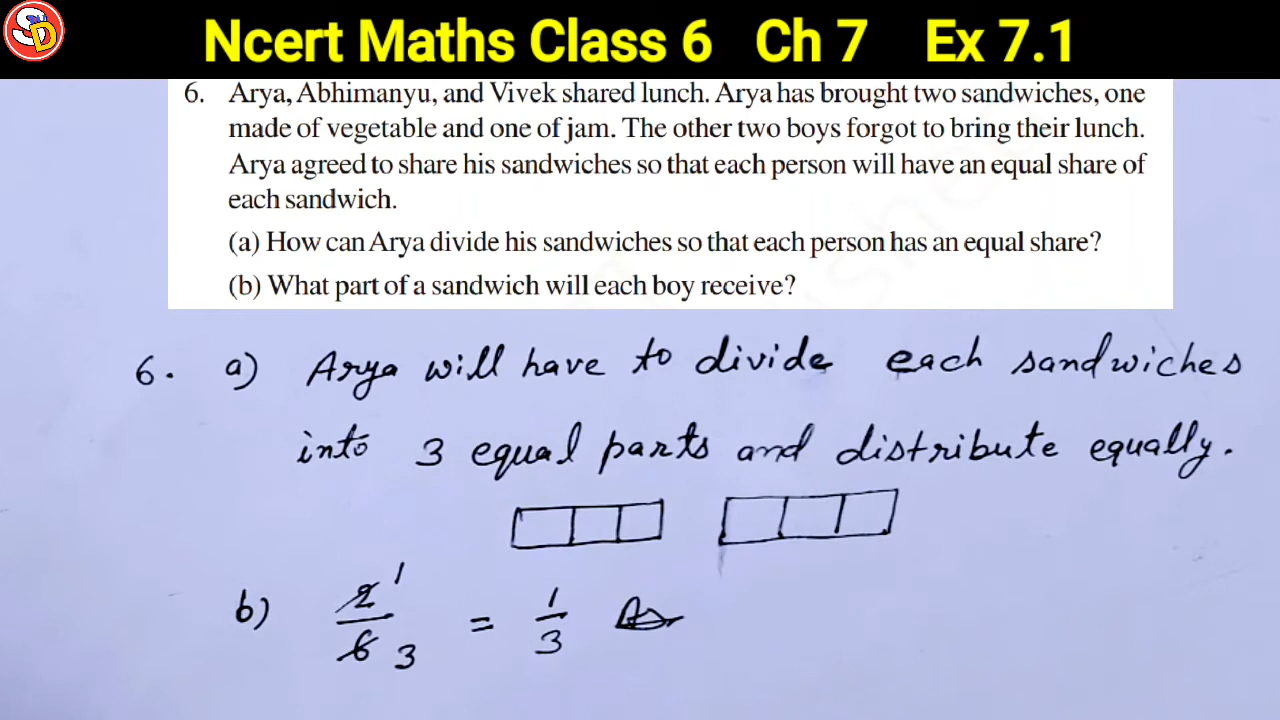 SND
Ncert Maths Class 6 Ch 7 Ex 7.1
6. Arya, Abhimanyu, and Vivek shared lunch. Arya has brought two sandwiches, one
made of vegetable and one of jam. The other two boys forgot to bring their lunch.
Arya agreed to share his sandwiches so that each person will have an equal share of
each sandwich.
(a) How can Arya divide his sandwiches so that each person has an equal share?
(b) What part of a sandwich will each boy receive?
6. a) Arya will have to divide each sandwiches
into 3 equal parts and distribute equally.
b) 2/6 1 3 = 1/3